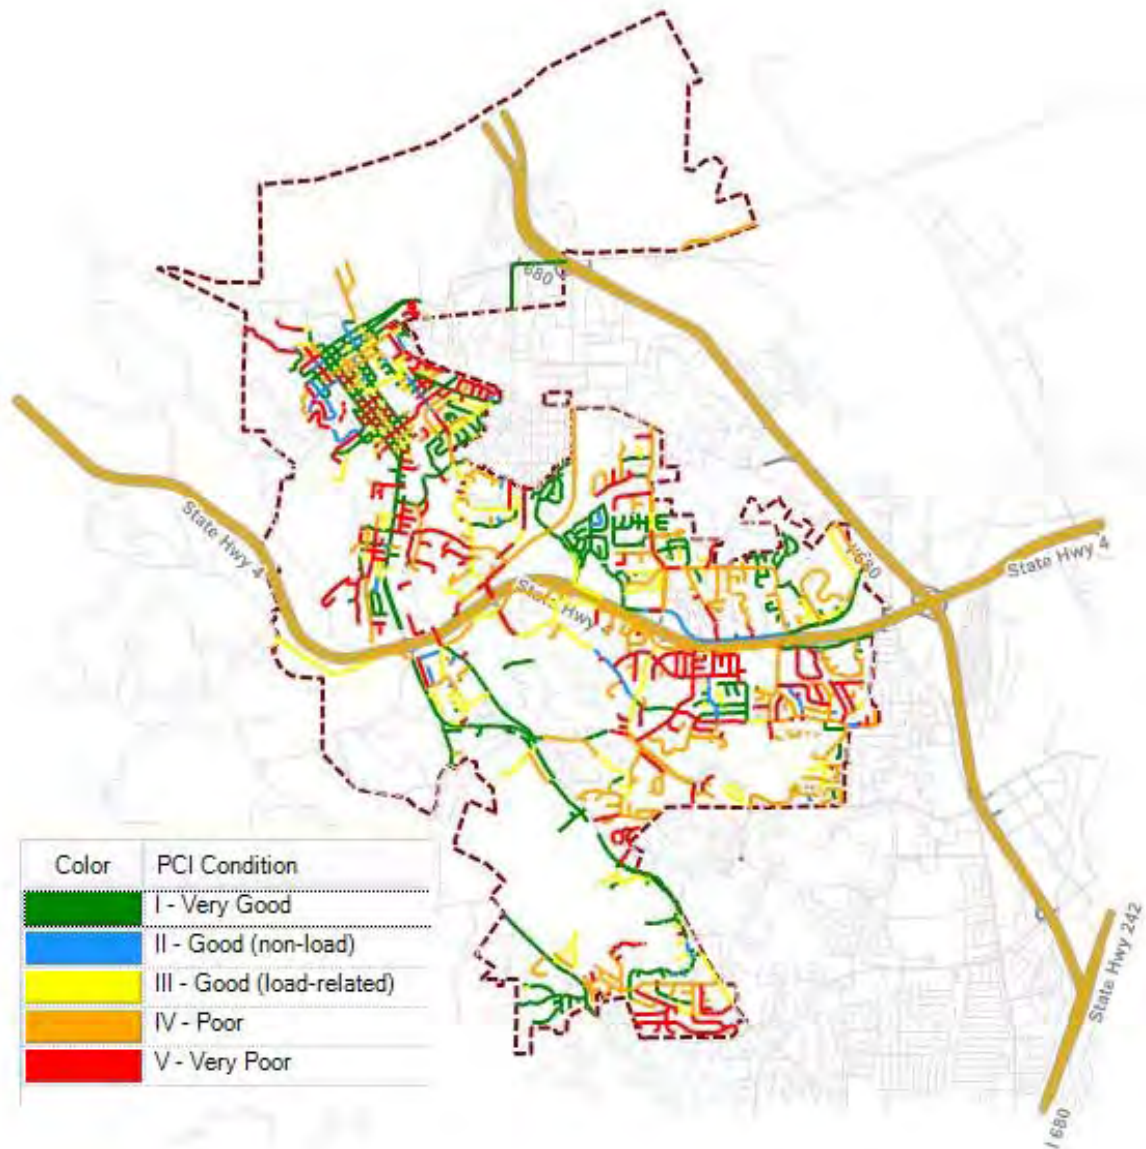 I 680
State Hwy 4
State Hwy 4
I-680
State Hwy 4
Color PCI Condition
I - Very Good
II - Good (non-load)
III - Good (load-related)
IV - Poor
V - Very Poor
State Hwy 242
I 680